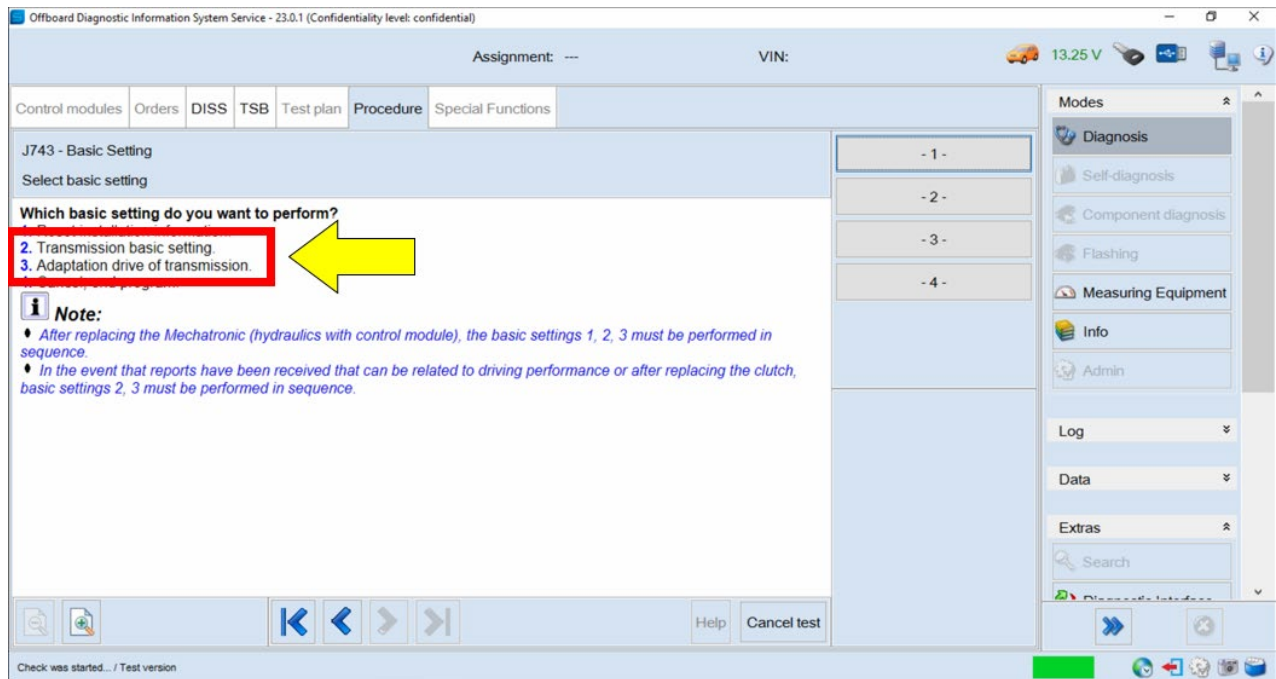 Offboard Diagnostic Information System Service - 23.0.1 (Confidentiality level: confidential)
Assignment: ---
VIN:
13.25 V
Control modules
Orders
DISS
TSB
Test plan
Procedure
Special Functions
J743 - Basic Setting
Select basic setting
Which basic setting do you want to perform?
2. Transmission basic setting.
3. Adaptation drive of transmission.
i Note:
♦ After replacing the Mechatronic (hydraulics with control module), the basic settings 1, 2, 3 must be performed in
sequence.
♦ In the event that reports have been received that can be related to driving performance or after replacing the clutch,
basic settings 2, 3 must be performed in sequence.
- 1 -
- 2 -
- 3 -
- 4 -
Help
Cancel test
Modes
Diagnosis
Self-diagnosis
Component diagnosis
Flashing
Measuring Equipment
Info
Admin
Log
Data
Extras
Search
Check was started... / Test version